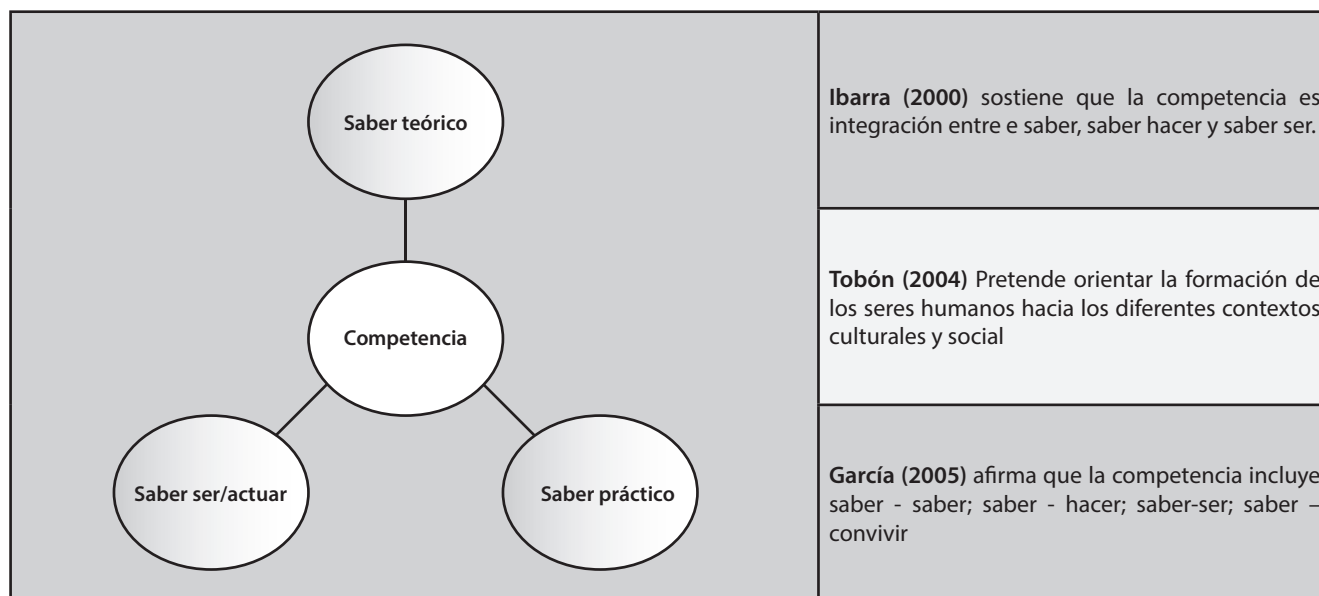 Saber teórico
Competencia
Saber ser/actuar
Saber práctico
Ibarra (2000) sostiene que la competencia es
integración entre e saber, saber hacer y saber ser.
Tobón (2004) Pretende orientar la formación de
los seres humanos hacia los diferentes contextos
culturales y social
García (2005) afirma que la competencia incluye
saber - saber; saber - hacer; saber-ser; saber –
convivir